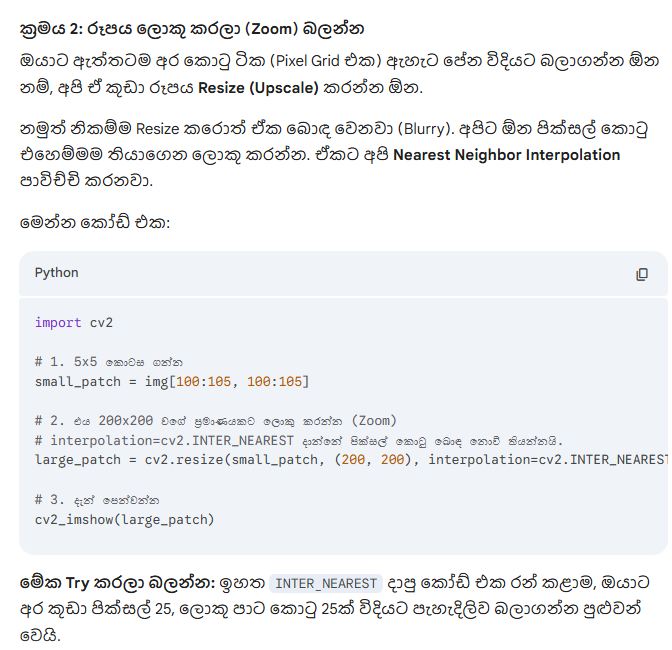 ක්‍රමය 2: රූපය ලොකු කරලා (Zoom) බලන්න
ඔයාට ඇත්තටම අර කොටු ටික (Pixel Grid එක) ඇහැට පේන විදියට බලාගන්න ඕන
නම්, අපි ඒ කුඩා රූපය Resize (Upscale) කරන්න ඕන.
නමුත් නිකම්ම Resize කරොත් ඒක බොඳ වෙනවා (Blurry). අපිට ඕන පික්සල් කොටු
එහෙම්මම තියාගෙන ලොකු කරන්න. ඒකට අපි Nearest Neighbor Interpolation
පාවිච්චි කරනවා.
මෙන්න කෝඩ් එක:
Python
import cv2
# 1. 5x5 කොටස ගන්න
small_patch = img[100:105, 100:105]
# 2. එය 200x200 වගේ ප්‍රමාණයකට ලොකු කරන්න (Zoom)
# interpolation=cv2.INTER_NEAREST දාන්නේ පික්සල් කොටු බොඳ නොවී තියන්නයි.
large_patch = cv2.resize(small_patch, (200, 200), interpolation=cv2.INTER_NEAREST
# 3. දැන් පෙන්වන්න
cv2_imshow(large_patch)
මේක Try කරලා බලන්න: ඉහත INTER_NEAREST දාපු කෝඩ් එක රන් කළාම, ඔයාට
අර කුඩා පික්සල් 25, ලොකු පාට කොටු 25ක් විදියට පැහැදිලිව බලාගන්න පුළුවන්
වෙයි.